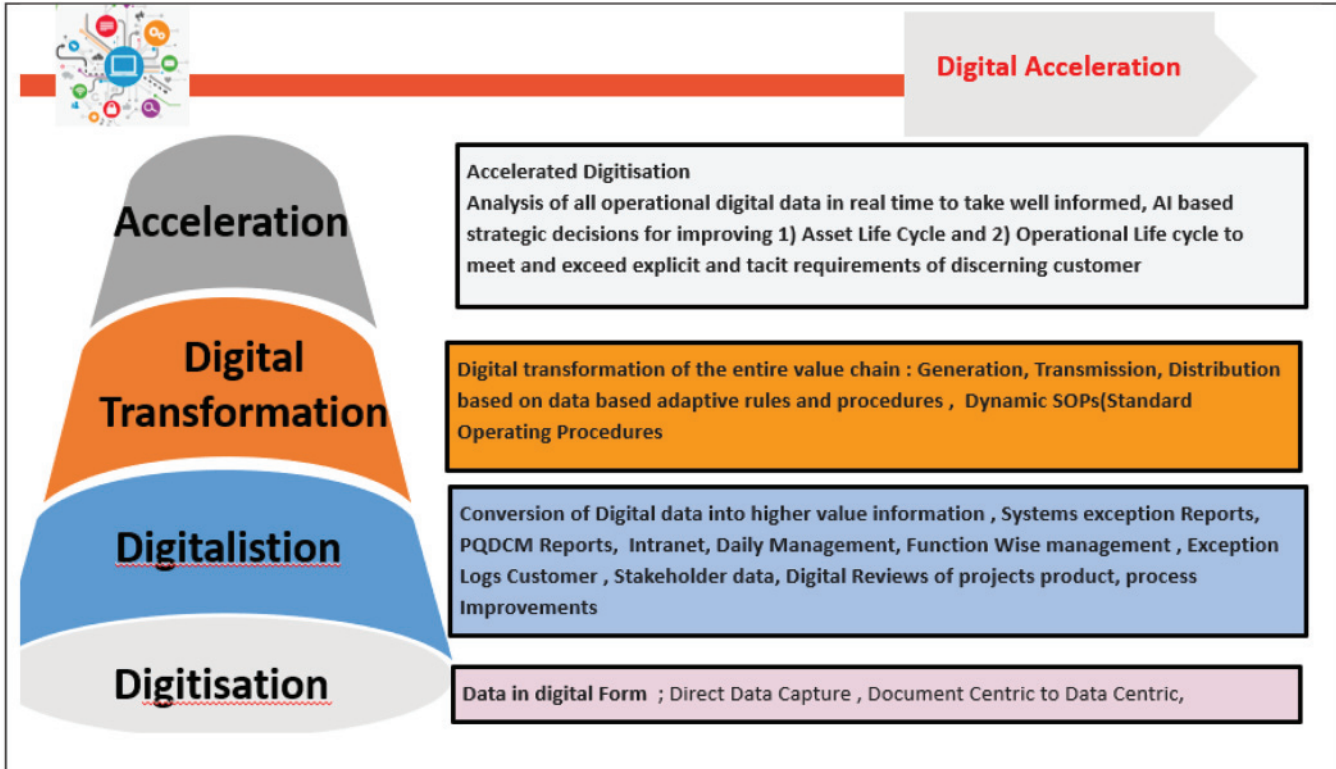 Digital Acceleration
Acceleration
Accelerated Digitisation
Analysis of all operational digital data in real time to take well informed, AI based
strategic decisions for improving 1) Asset Life Cycle and 2) Operational Life cycle to
meet and exceed explicit and tacit requirements of discerning customer
Digital
Transformation
Digital transformation of the entire value chain : Generation, Transmission, Distribution
based on data based adaptive rules and procedures , Dynamic SOPs(Standard
Operating Procedures
Digitalistion
Conversion of Digital data into higher value information , Systems exception Reports,
PQDCM Reports, Intranet, Daily Management, Function Wise management , Exception
Logs Customer , Stakeholder data, Digital Reviews of projects product, process
Improvements
Digitisation
Data in digital Form ; Direct Data Capture , Document Centric to Data Centric,